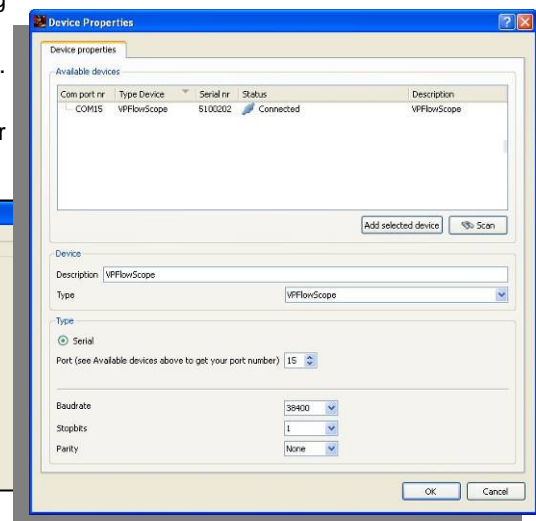 g
.
r
Device Properties
Device properties
Available devices
Com port nr Type Device Serial nr Status Description
COM15 VPFlowScope 5100202 Connected VPFlowScope
Add selected device Scan
Device
Description VPFlowScope
Type VPFlowScope
Type
Serial
Port (see Available devices above to get your port number) 15
Baudrate 38400
Stopbits 1
Parity None
OK Cancel